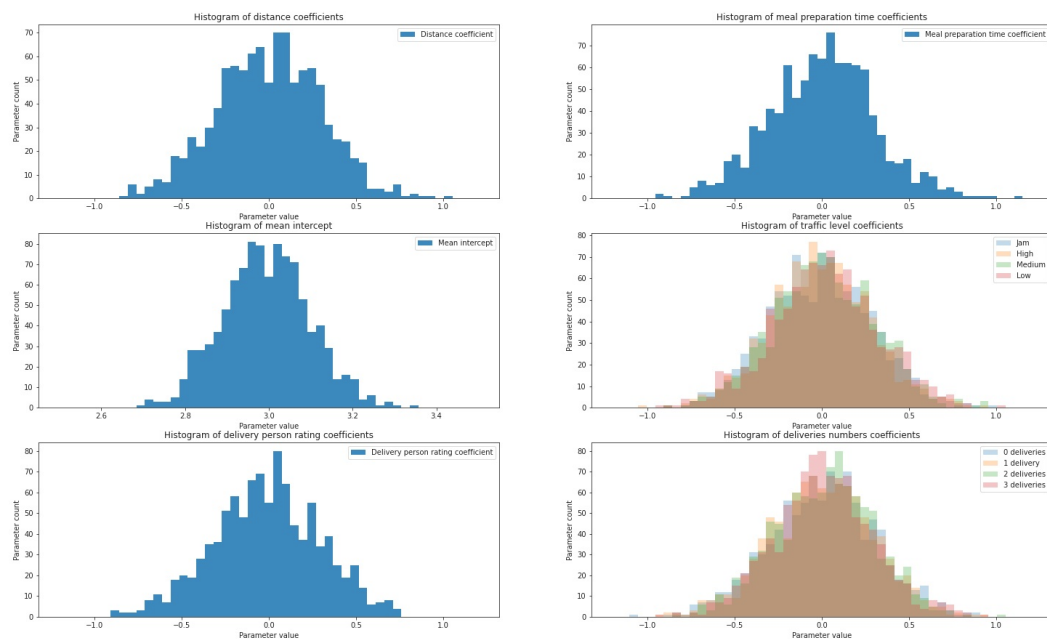 Histogram of distance coefficients
Distance coefficient
Parameter count
70
60
50
40
30
20
10
0
−1.0
−0.5
0.0
0.5
1.0
Parameter value
Histogram of meal preparation time coefficients
Meal preparation time coefficient
Parameter count
70
60
50
40
30
20
10
0
−1.0
−0.5
0.0
0.5
1.0
Parameter value
Histogram of mean intercept
Mean intercept
Parameter count
80
70
60
50
40
30
20
10
0
2.6
2.8
3.0
3.2
3.4
Parameter value
Histogram of traffic level coefficients
Jam
High
Medium
Low
Parameter count
80
70
60
50
40
30
20
10
0
−1.0
−0.5
0.0
0.5
1.0
Parameter value
Histogram of delivery person rating coefficients
Delivery person rating coefficient
Parameter count
80
70
60
50
40
30
20
10
0
−1.0
−0.5
0.0
0.5
1.0
Parameter value
Histogram of deliveries numbers coefficients
0 deliveries
1 delivery
2 deliveries
3 deliveries
Parameter count
80
70
60
50
40
30
20
10
0
−1.0
−0.5
0.0
0.5
1.0
Parameter value